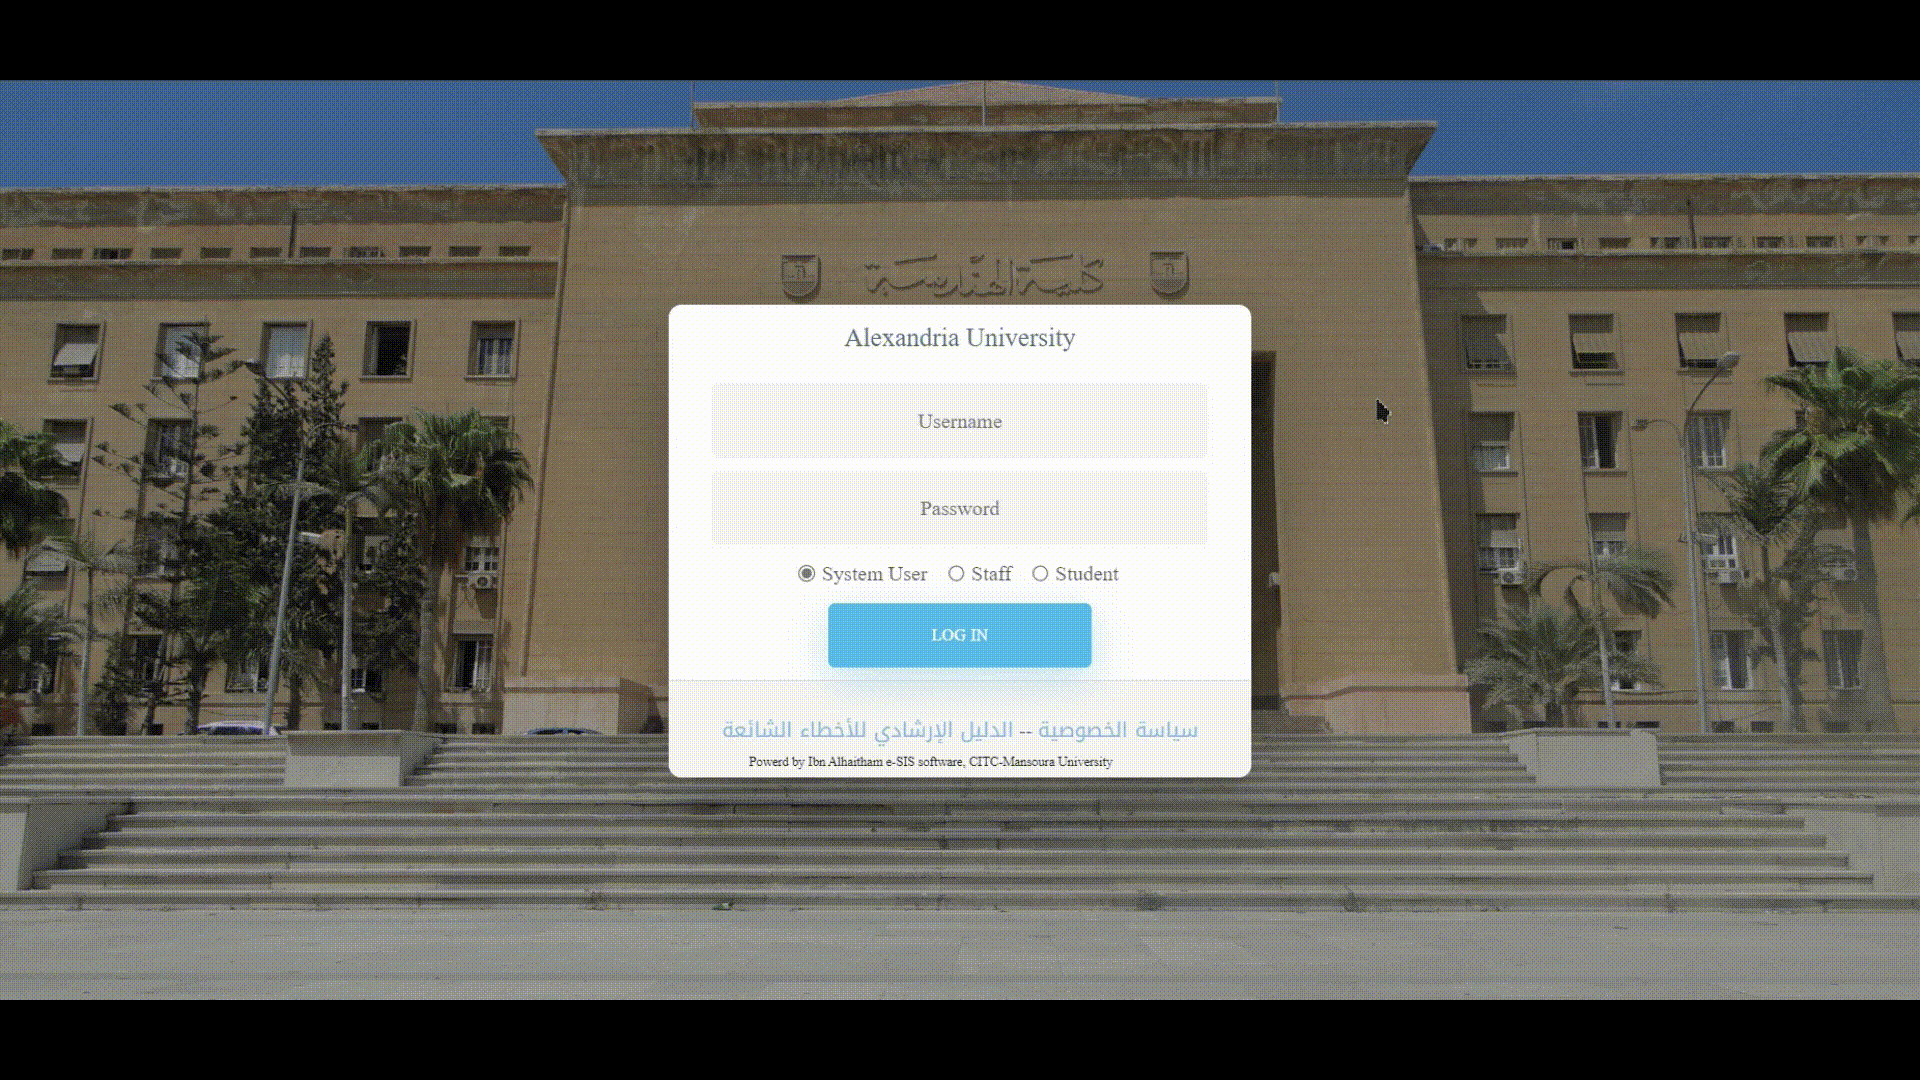 كلية الهندسة
Alexandria University
Username
Password
System User Staff Student
LOG IN
سياسة الخصوصية -- الدليل الإرشادي للأخطاء الشائعة
Powerd by Ibn Alhaitham e-SIS software, CITC-Mansoura University